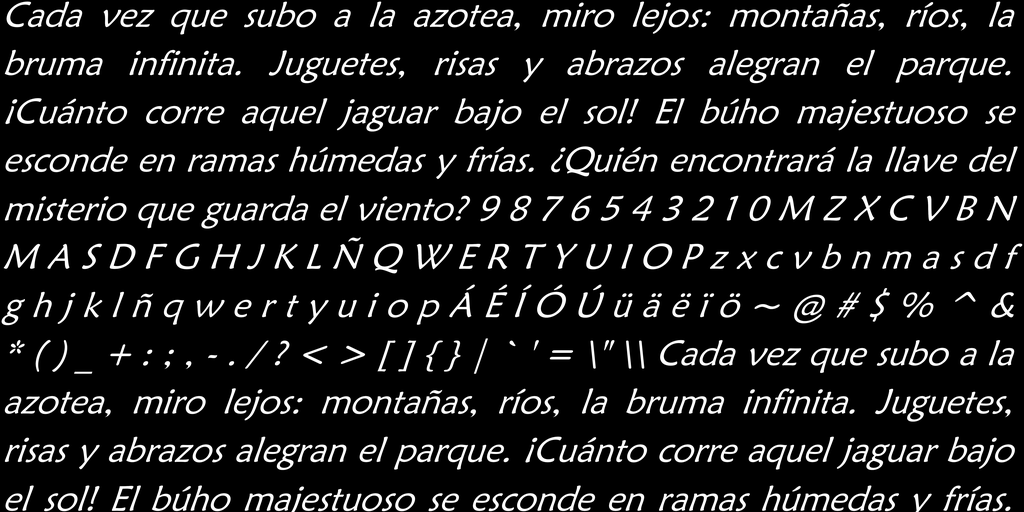 Cada vez que subo a la azotea, miro lejos: montañas, ríos, la
bruma infinita. Juguetes, risas y abrazos alegran el parque.
¡Cuánto corre aquel jaguar bajo el sol! El búho majestuoso se
esconde en ramas húmedas y frías. ¿Quién encontrará la llave del
misterio que guarda el viento? 9 8 7 6 5 4 3 2 1 0 M Z X C V B N
M A S D F G H J K L Ñ Q W E R T Y U I O P z x c v b n m a s d f
g h j k l ñ q w e r t y u i o p Á É Í Ó Ú ü ä ë ï ö ~ @ # $ % ^ &
* ( ) _ + : ; , - . / ? < > [ ] { } | ` ' = \" \\ Cada vez que subo a la
azotea, miro lejos: montañas, ríos, la bruma infinita. Juguetes,
risas y abrazos alegran el parque. ¡Cuánto corre aquel jaguar bajo
el sol! El búho majestuoso se esconde en ramas húmedas y frías.